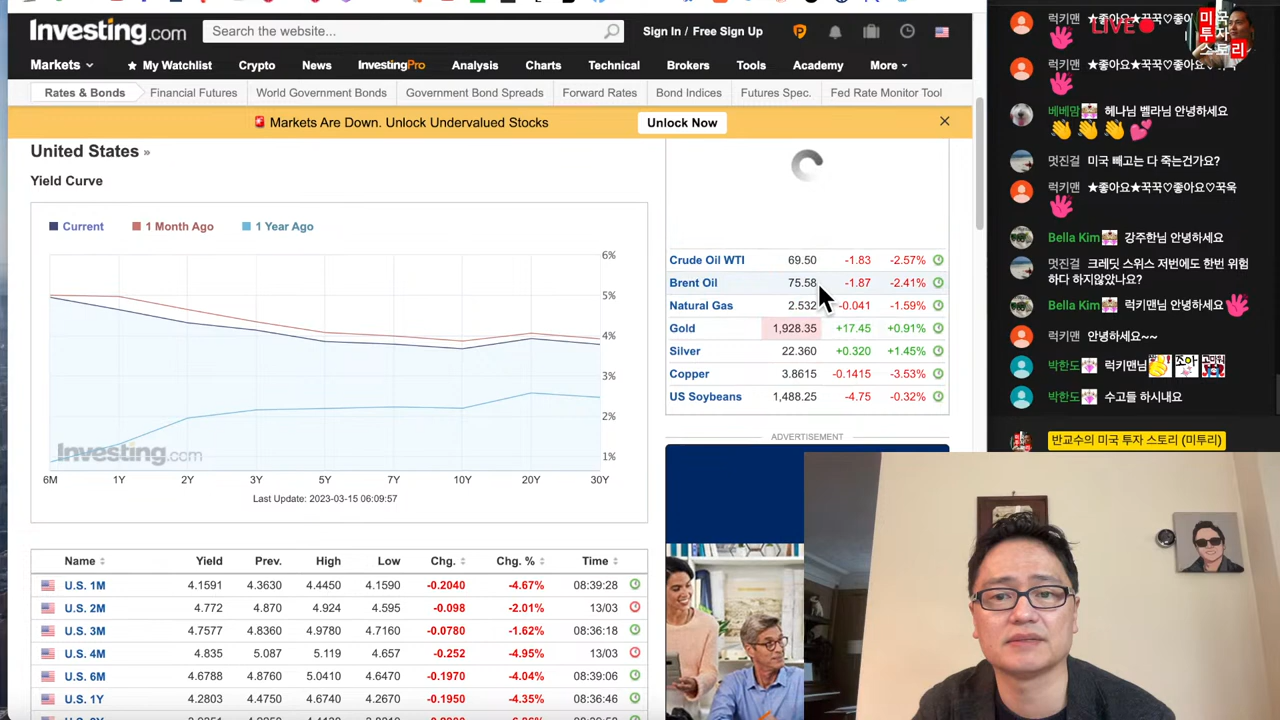 Investing.com
Search the website...
Sign In / Free Sign Up
Markets
★ My Watchlist
Crypto
News
InvestingPro
Analysis
Charts
Technical
Brokers
Tools
Academy
More
Rates & Bonds
Financial Futures
World Government Bonds
Government Bond Spreads
Forward Rates
Bond Indices
Futures Spec.
Fed Rate Monitor Tool
Markets Are Down. Unlock Undervalued Stocks
Unlock Now
United States »
Yield Curve
Current
1 Month Ago
1 Year Ago
6%
5%
4%
3%
2%
1%
Investing.com
6M 1Y 2Y 3Y 5Y 7Y 10Y 20Y 30Y
Last Update: 2023-03-15 06:09:57
Name Yield Prev. High Low Chg. Chg. % Time
U.S. 1M 4.1591 4.3630 4.4450 4.1590 -0.2040 -4.67% 08:39:28
U.S. 2M 4.772 4.870 4.924 4.595 -0.098 -2.01% 13/03
U.S. 3M 4.7577 4.8360 4.9780 4.7160 -0.0780 -1.62% 08:36:18
U.S. 4M 4.835 5.087 5.119 4.657 -0.252 -4.95% 13/03
U.S. 6M 4.6788 4.8760 5.0410 4.6470 -0.1970 -4.04% 08:39:06
U.S. 1Y 4.2803 4.4750 4.6740 4.2670 -0.1950 -4.35% 08:36:46
Crude Oil WTI 69.50 -1.83 -2.57%
Brent Oil 75.58 -1.87 -2.41%
Natural Gas 2.532 -0.041 -1.59%
Gold 1,928.35 +17.45 +0.91%
Silver 22.360 +0.320 +1.45%
Copper 3.8615 -0.1415 -3.53%
US Soybeans 1,488.25 -4.75 -0.32%
ADVERTISEMENT
럭키맨 ★좋아요★꾹꾹♡좋아
LIVE
미국
투자
스토리
럭키맨 ★좋아요★꾹꾹♡좋아요♡꾸욱
베베맘 헤나님 벨라님 안녕하세요
멋진걸 미국 빼고는 다 죽는건가요?
럭키맨 ★좋아요★꾹꾹♡좋아요♡꾸욱
Bella Kim 강주한님 안녕하세요
멋진걸 크레딧 스위스 저번에도 한번 위험
하다 하지않았나요?
Bella Kim 럭키맨님 안녕하세요
럭키맨 안녕하세요~~
박한도 럭키맨님
박한도 수고들 하시네요
반교수의 미국 투자 스토리 (미투리)